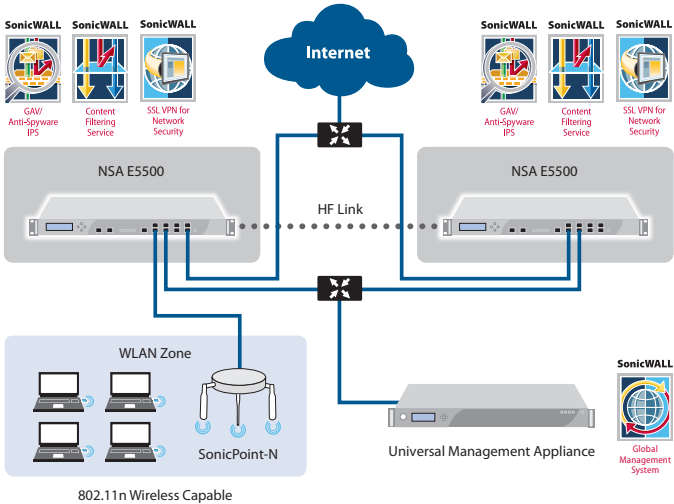 SonicWALL SonicWALL SonicWALL
GAV/
Anti-Spyware
IPS
Content
Filtering
Service
SSL VPN for
Network
Security
Internet
SonicWALL SonicWALL SonicWALL
GAV/
Anti-Spyware
IPS
Content
Filtering
Service
SSL VPN for
Network
Security
NSA E5500
NSA E5500
HF Link
WLAN Zone
SonicPoint-N
802.11n Wireless Capable
Universal Management Appliance
SonicWALL
Global
Management
System